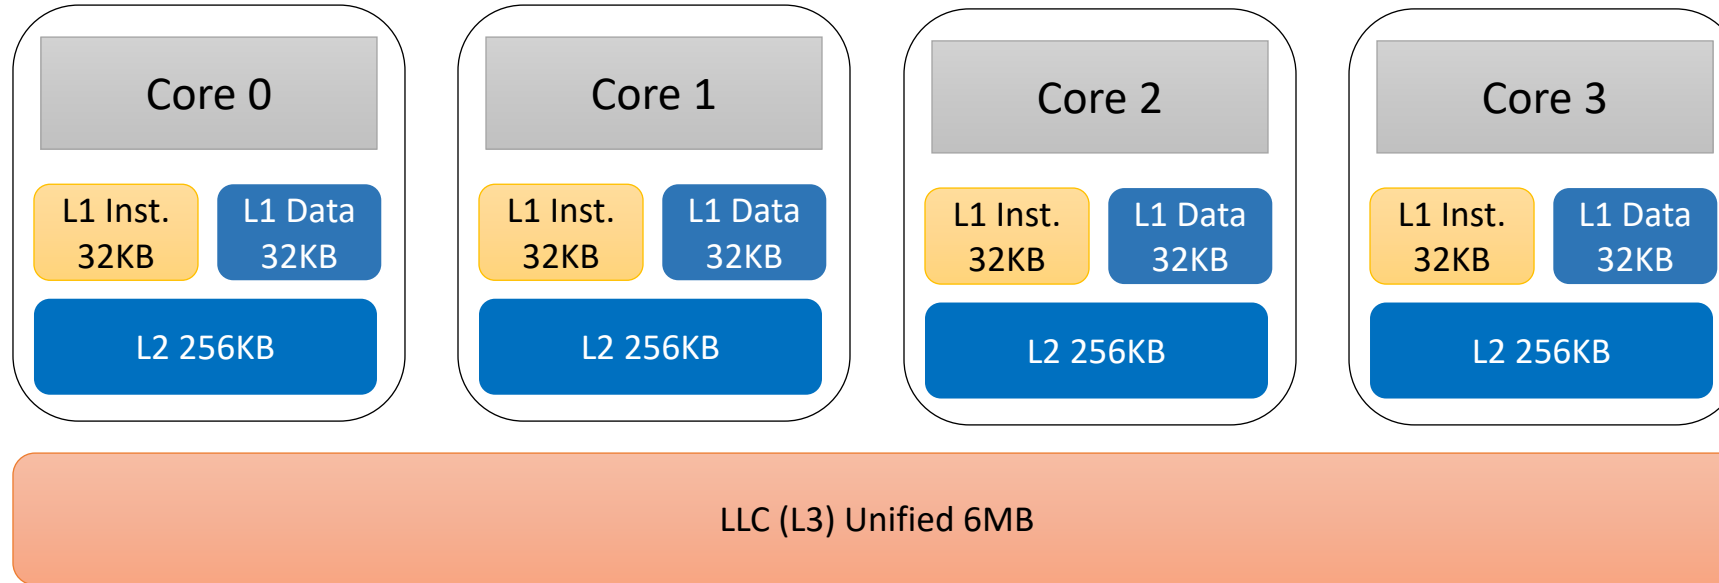 Core 0
L1 Inst.
32KB
L1 Data
32KB
L2 256KB
Core 1
L1 Inst.
32KB
L1 Data
32KB
L2 256KB
Core 2
L1 Inst.
32KB
L1 Data
32KB
L2 256KB
Core 3
L1 Inst.
32KB
L1 Data
32KB
L2 256KB
LLC (L3) Unified 6MB